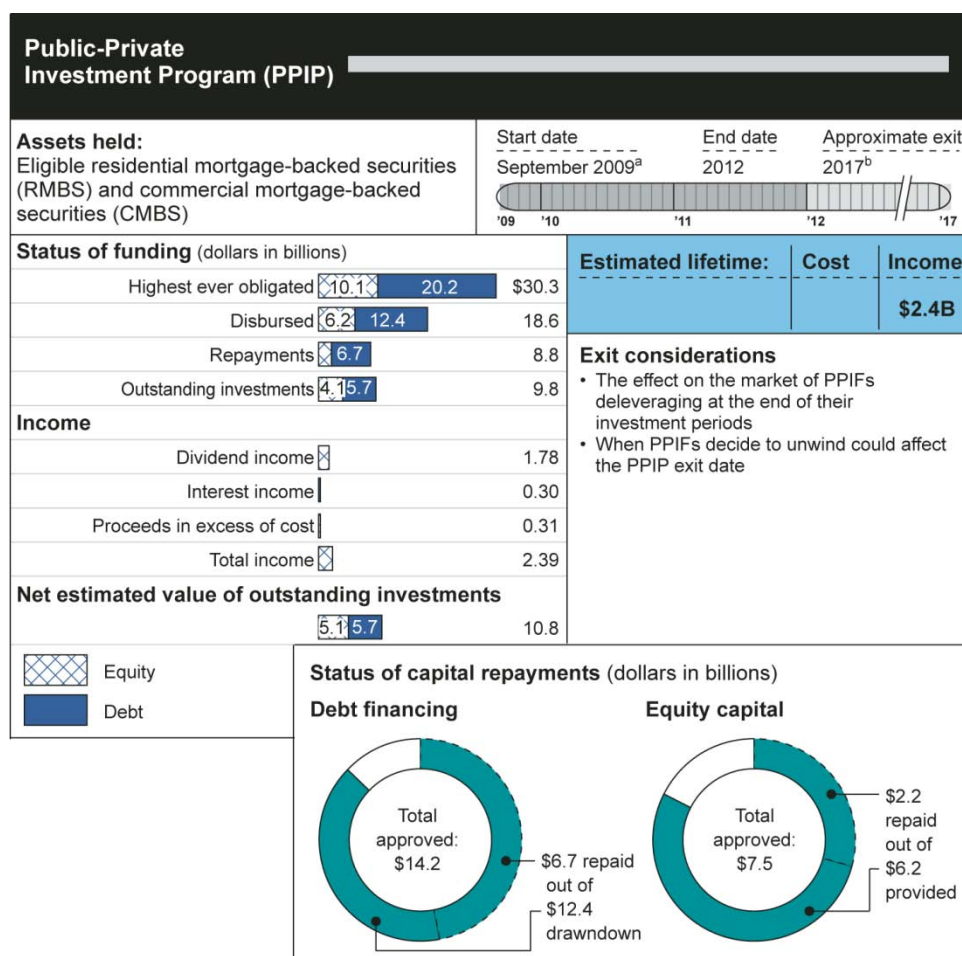 Public-Private
Investment Program (PPIP)
Assets held:
Eligible residential mortgage-backed securities
(RMBS) and commercial mortgage-backed
securities (CMBS)
Start date
End date
Approximate exit
September 2009a
2012
2017b
'09 '10 '11 '12 '17
Status of funding (dollars in billions)
Highest ever obligated 10.1 20.2 $30.3
Disbursed 6.2 12.4 18.6
Repayments 6.7 8.8
Outstanding investments 4.1 5.7 9.8
Income
Dividend income 1.78
Interest income 0.30
Proceeds in excess of cost 0.31
Total income 2.39
Net estimated value of outstanding investments
5.1 5.7 10.8
Equity
Debt
Estimated lifetime: Cost Income
$2.4B
Exit considerations
• The effect on the market of PPIFs
deleveraging at the end of their
investment periods
• When PPIFs decide to unwind could affect
the PPIP exit date
Status of capital repayments (dollars in billions)
Debt financing
Total
approved:
$14.2
$6.7 repaid
out of
$12.4
drawndown
Equity capital
Total
approved:
$7.5
$2.2
repaid
out of
$6.2
provided